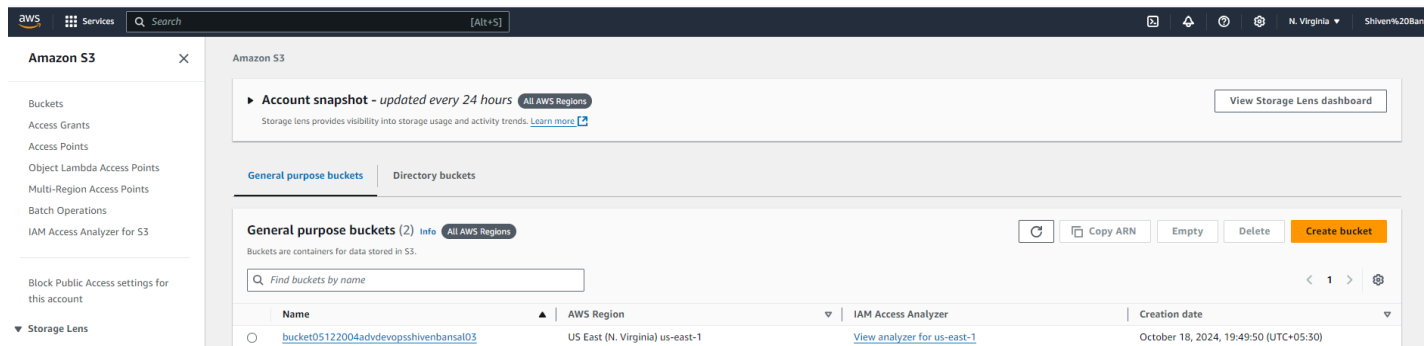 aws Services Search [Alt+S] N. Virginia ▼ Shiven%20Ban
Amazon S3
Buckets
Access Grants
Access Points
Object Lambda Access Points
Multi-Region Access Points
Batch Operations
IAM Access Analyzer for S3
Block Public Access settings for
this account
▼ Storage Lens
Amazon S3
▶ Account snapshot - updated every 24 hours All AWS Regions
Storage lens provides visibility into storage usage and activity trends. Learn more
View Storage Lens dashboard
General purpose buckets Directory buckets
General purpose buckets (2) Info All AWS Regions
Buckets are containers for data stored in S3.
Copy ARN Empty Delete Create bucket
Find buckets by name
< 1 >
Name ▲ AWS Region ▽ IAM Access Analyzer Creation date ▽
bucket05122004advdevopsshivenbansal03 US East (N. Virginia) us-east-1 View analyzer for us-east-1 October 18, 2024, 19:49:50 (UTC+05:30)